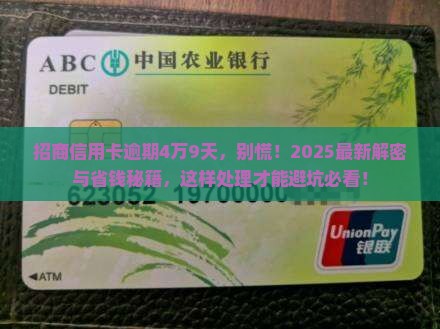 ABC 中国农业银行
DEBIT
招商信用卡逾期4万9天，别慌！2025最新解密
与省钱秘籍，这样处理才能避坑必看！
623052 19700000
UnionPay
银联
◀ATM